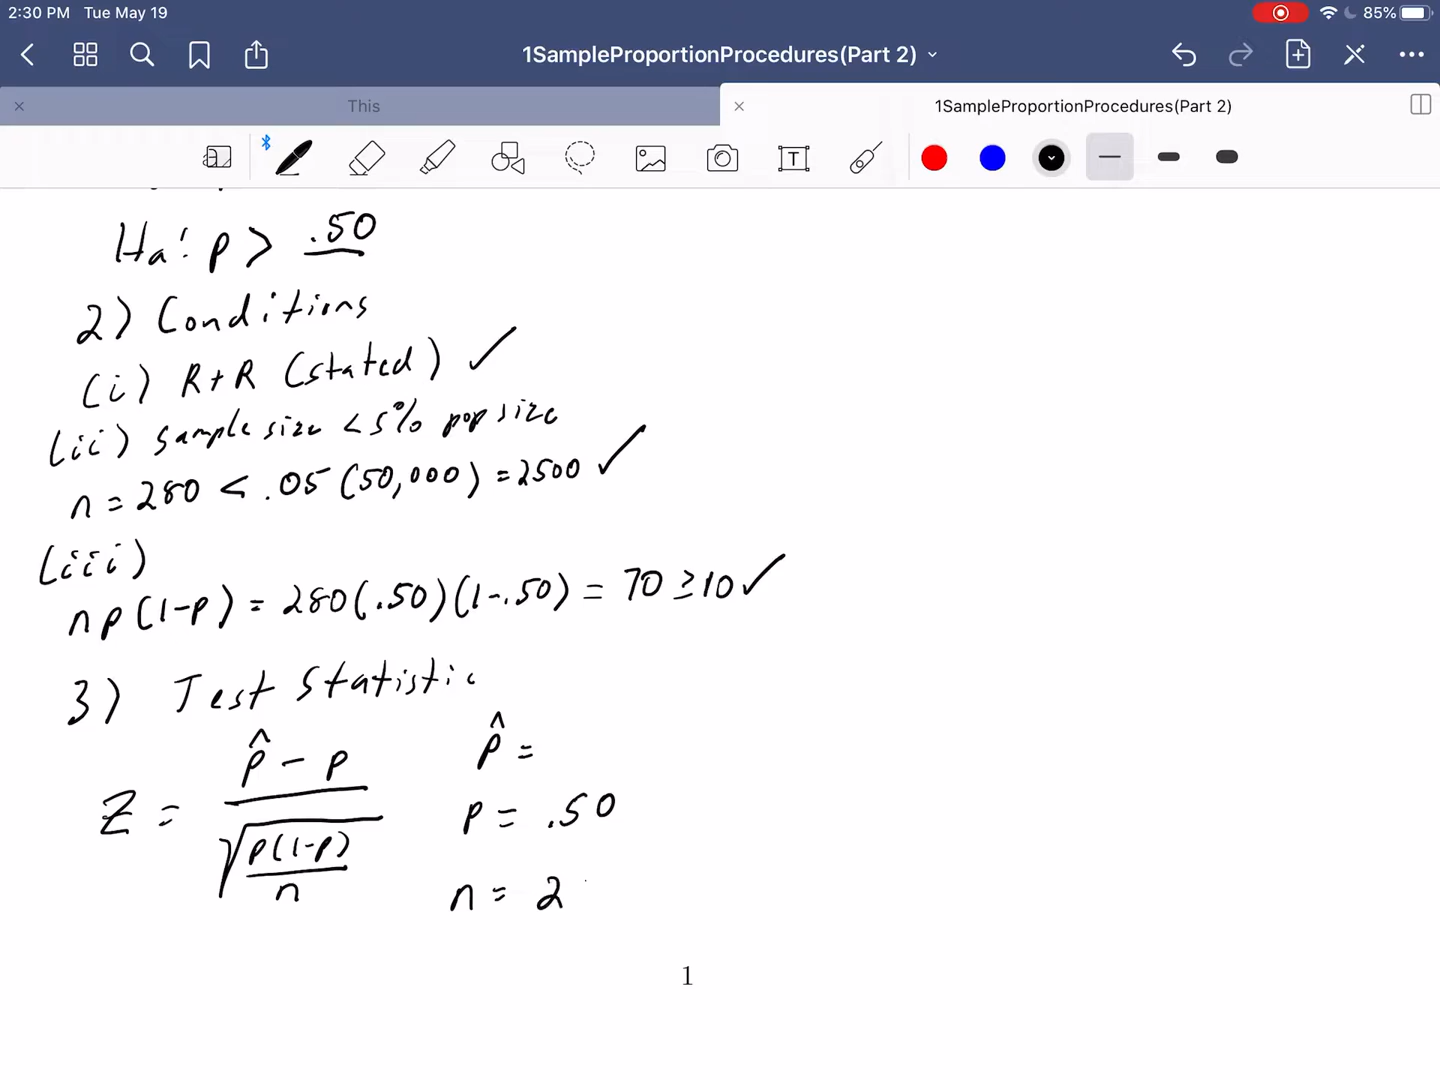 2:30 PM Tue May 19 85%
1SampleProportionProcedures(Part 2)
This
1SampleProportionProcedures(Part 2)
Ha: p > .50
2) Conditions
(i) R+R (stated) ✓
(ii) sample size < 5% pop size
n = 280 < .05 (50,000) = 2500 ✓
(iii)
np(1-p) = 280(.50)(1-.50) = 70 ≥ 10 ✓
3) Test Statistic
Z = (p̂ - p) / √(p(1-p)/n)
p̂ =
p = .50
n = 2
1